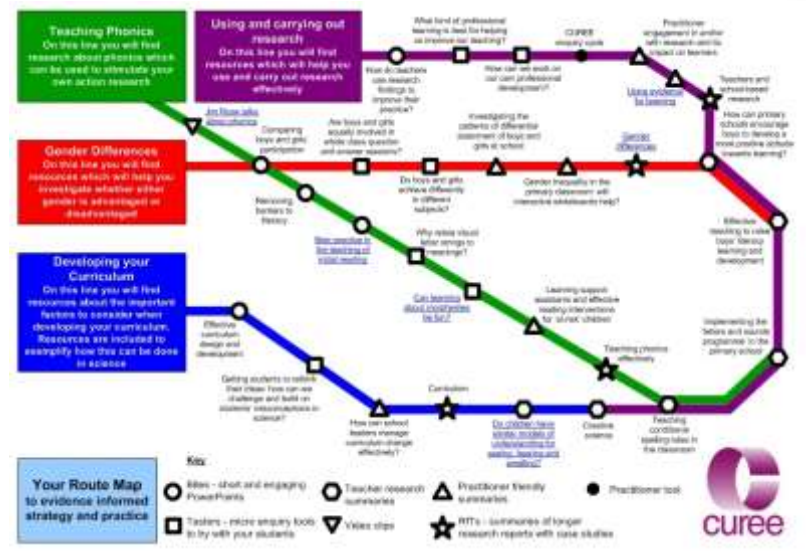 Teaching Phonics
On this line you will find
research about phonics which
can be used to stimulate your
own action research
Using and carrying out
research
On this line you will find
resources which will help you
use and carry out research
effectively
What kind of professional
learning is best for helping
us improve our teaching?
CUREE
enquiry cycle
Practitioner
engagement in and/or
with research and its
impact on learners
How do teachers
use research
findings to
improve their
practice?
How can we work on
our own professional
development?
Using evidence
for learning
Teachers and
school-based
research
How can primary
schools encourage
boys to develop a
more positive attitude
towards learning?
Jim Rose talks
about phonics
Comparing
boys and girls
participation
Are boys and girls
equally involved in
whole class question
and answer sessions?
Investigating the
patterns of differential
attainment of boys and
girls at school
Gender
differences
Gender Differences
On this line you will find
resources which will help you
investigate whether either
gender is advantaged or
disadvantaged
Removing
barriers to
literacy
Do boys and girls
achieve differently
in different
subjects?
Gender Inequality in the
primary classroom: will
interactive whiteboards help?
Effective
teaching to raise
boys' literacy
learning and
development
Best practice in
the teaching of
initial reading
Why relate visual
letter strings to
meanings?
Can learning
about morphemes
be fun?
Learning support
assistants and effective
reading interventions
for 'at-risk' children
Teaching phonics
effectively
Implementing the
letters and sounds
programme in the
primary school
Developing your
Curriculum
On this line you will find
resources about the important
factors to consider when
developing your curriculum.
Resources are included to
exemplify how this can be done
in science
Effective
curriculum
design and
development
Getting students to rethink
their ideas: how can we
challenge and build on
students' misconceptions in
science?
How can school
leaders manage
curriculum change
effectively?
Curriculum
Do children have
similar models of
understanding for
seeing, hearing and
smelling?
Creative
science
Teaching
conditional
spelling rules in
the classroom
Your Route Map
to evidence informed
strategy and practice
Key
Bites - short and engaging
PowerPoints
Teacher research
summaries
Practitioner friendly
summaries
Practitioner tool
Tasters - micro enquiry tools
to try with your students
Video clips
RfTs - summaries of longer
research reports with case studies
curee